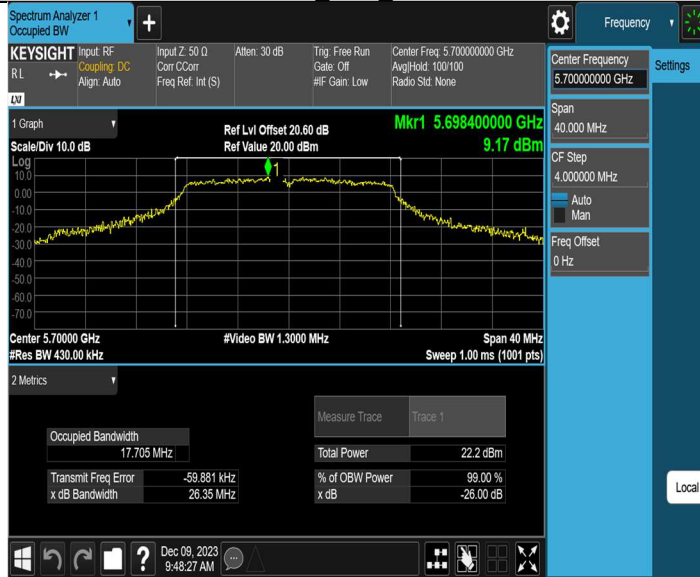 Spectrum Analyzer 1
Occupied BW
Frequency
KEYSIGHT
R L
LXI
Input: RF
Coupling: DC
Align: Auto
Input Z: 50 Ω
Corr CCorr
Freq Ref: Int (S)
Atten: 30 dB
Trig: Free Run
Gate: Off
#IF Gain: Low
Center Freq: 5.700000000 GHz
Avg|Hold: 100/100
Radio Std: None
Center Frequency
5.700000000 GHz
Settings
Span
40.000 MHz
CF Step
4.000000 MHz
Auto
Man
Freq Offset
0 Hz
Local
1 Graph
Scale/Div 10.0 dB
Ref Lvl Offset 20.60 dB
Ref Value 20.00 dBm
Mkr1 5.698400000 GHz
9.17 dBm
Log
10.0
0.00
-10.0
-20.0
-30.0
-40.0
-50.0
-60.0
-70.0
1
Center 5.70000 GHz
#Res BW 430.00 kHz
#Video BW 1.3000 MHz
Span 40 MHz
Sweep 1.00 ms (1001 pts)
2 Metrics
Measure Trace
Trace 1
Occupied Bandwidth
17.705 MHz
Total Power
22.2 dBm
Transmit Freq Error
-59.881 kHz
% of OBW Power
99.00 %
x dB Bandwidth
26.35 MHz
x dB
-26.00 dB
?
Dec 09, 2023
9:48:27 AM